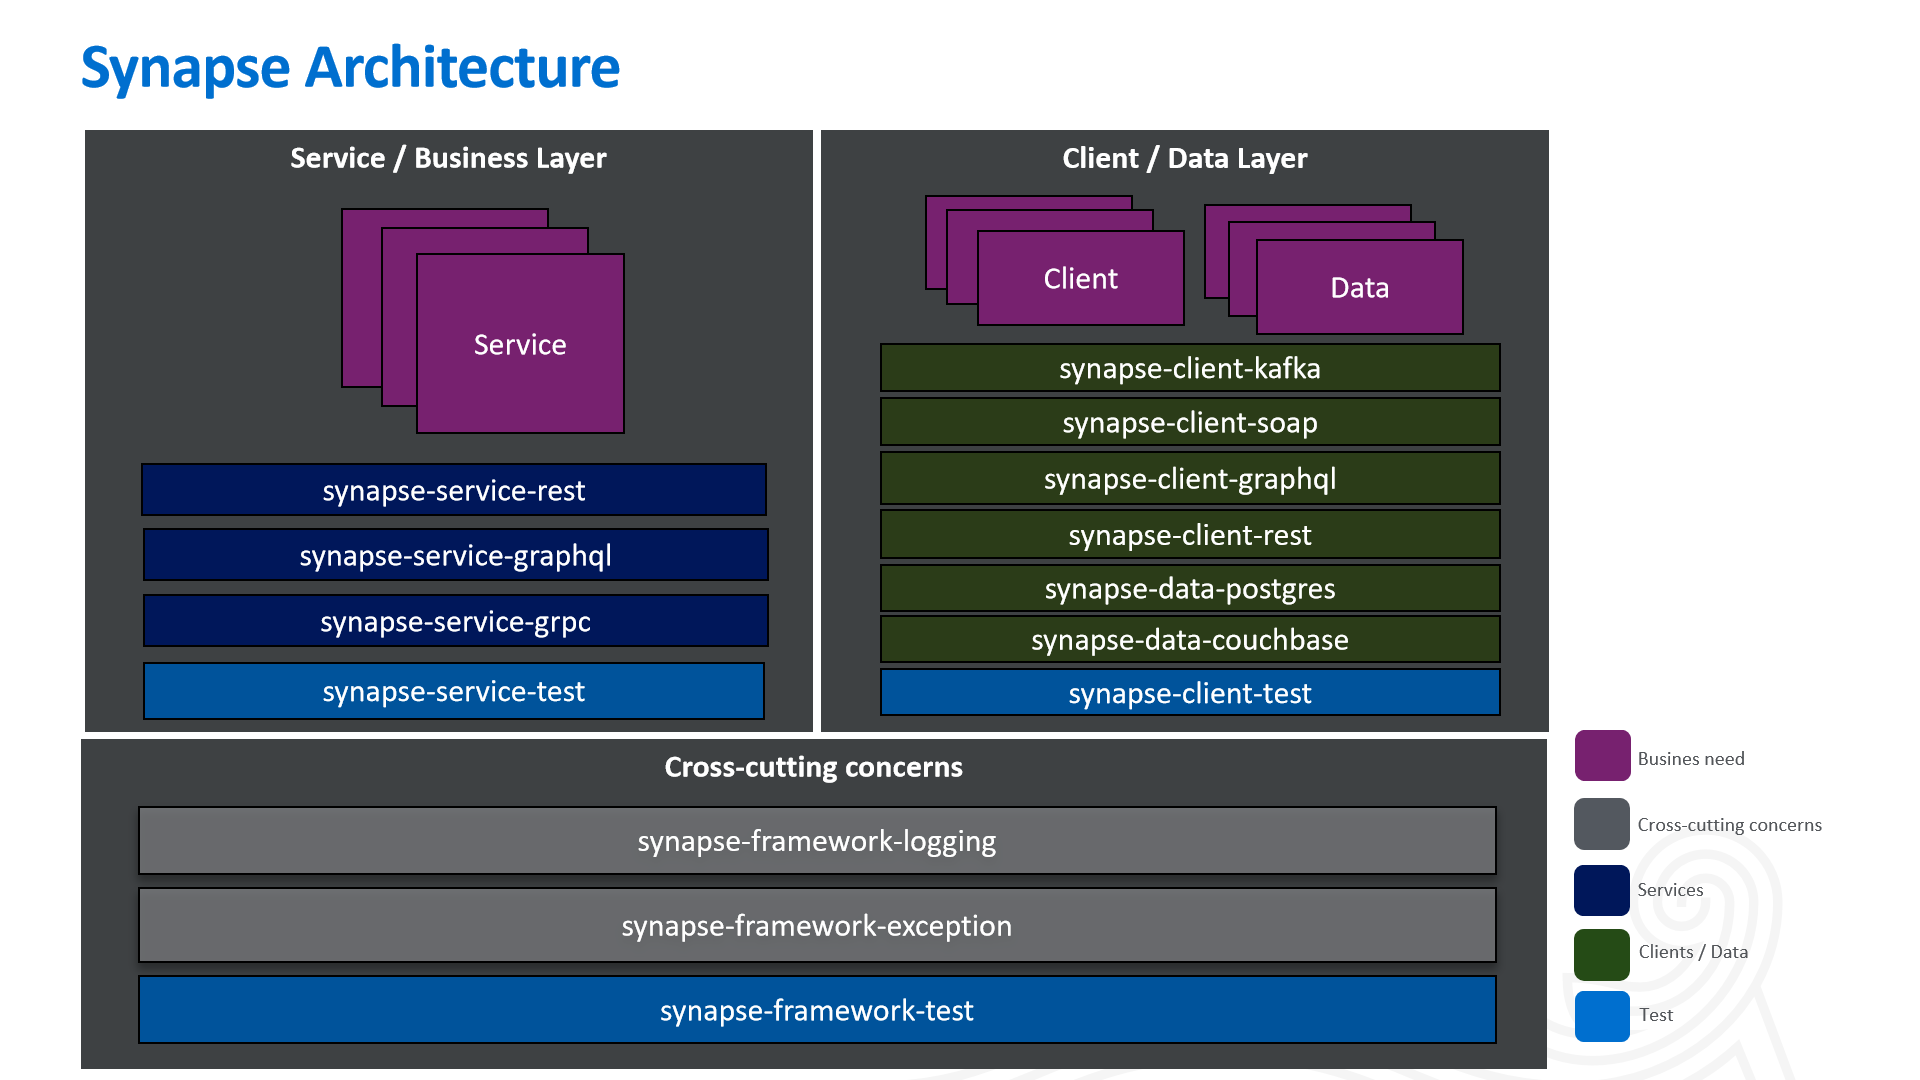 Synapse Architecture
Service / Business Layer
Service
synapse-service-rest
synapse-service-graphql
synapse-service-grpc
synapse-service-test
Client / Data Layer
Client
Data
synapse-client-kafka
synapse-client-soap
synapse-client-graphql
synapse-client-rest
synapse-data-postgres
synapse-data-couchbase
synapse-client-test
Cross-cutting concerns
synapse-framework-logging
synapse-framework-exception
synapse-framework-test
Busines need
Cross-cutting concerns
Services
Clients / Data
Test